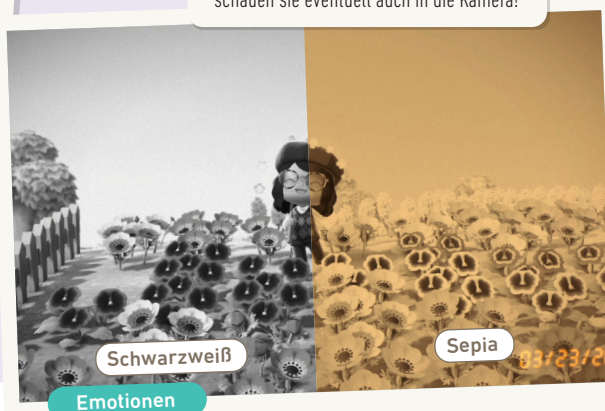 schauen sie eventuell auch in die Kamera!
Schwarzweiß
Sepia
03/23/2
Emotionen